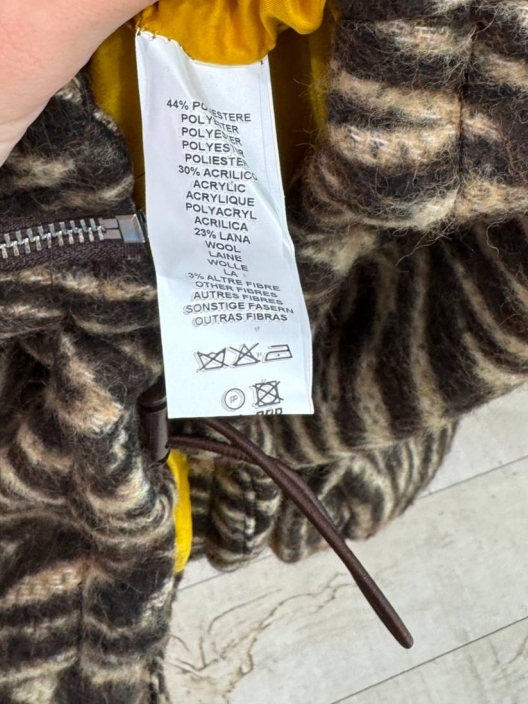 44% POLIESTERE
POLYESTER
POLYESTER
POLYESTER
POLIESTER
30% ACRILICO
ACRYLIC
ACRYLIQUE
POLYACRYL
ACRILICA
23% LANA
WOOL
LAINE
WOLLE
LA
3% ALTRE FIBRE
OTHER FIBRES
AUTRES FIBRES
SONSTIGE FASERN
OUTRAS FIBRAS
P